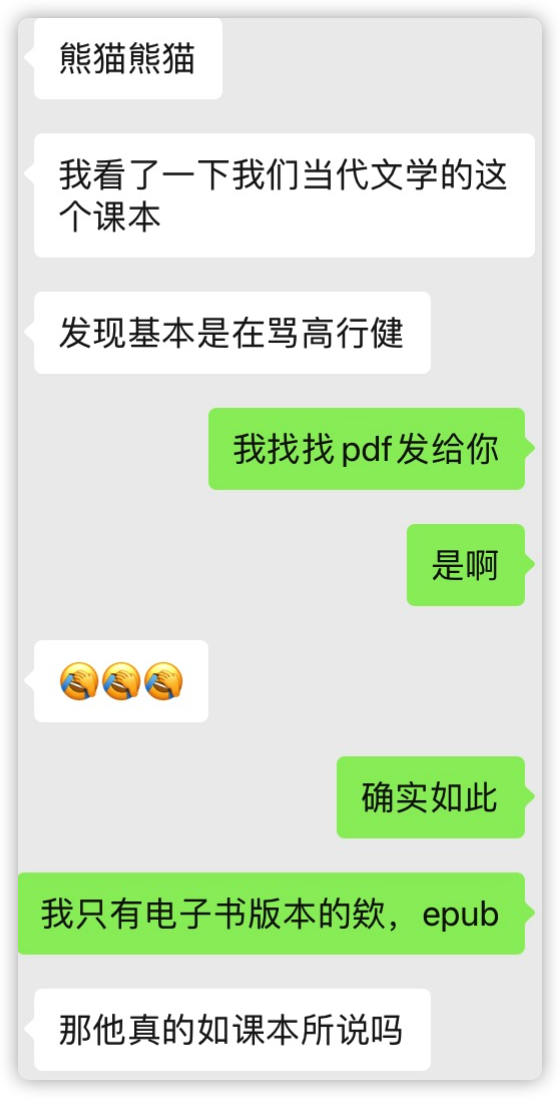 熊猫熊猫
我看了一下我们当代文学的这
个课本
发现基本是在骂高行健
我找找pdf发给你
是啊
🤦🤦🤦
确实如此
我只有电子书版本的欸，epub
那他真的如课本所说吗